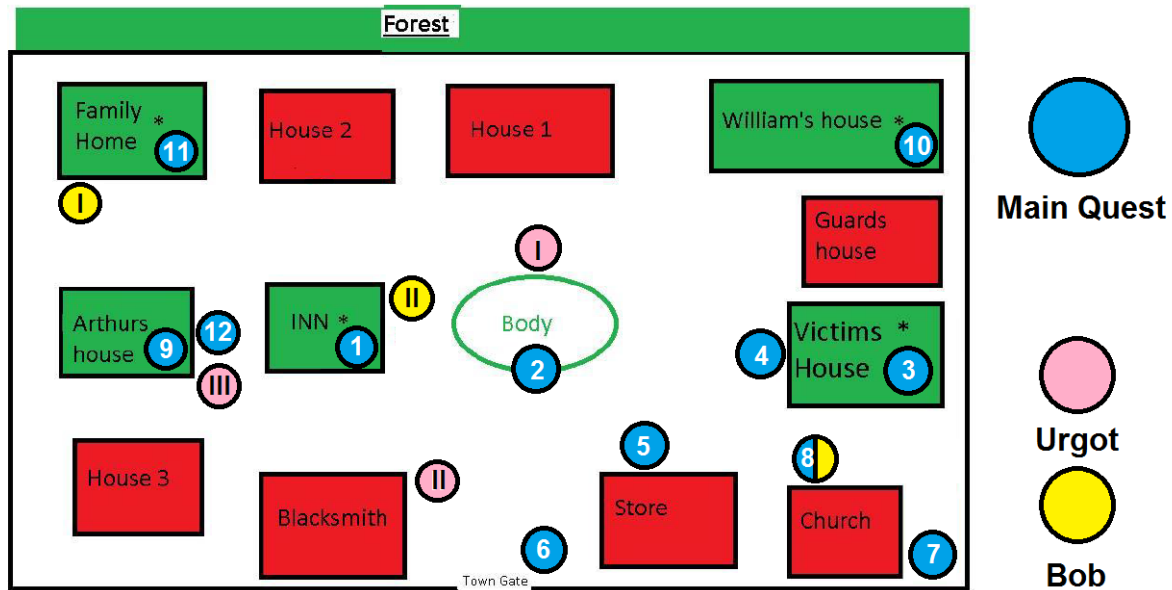 Forest
Family *
Home
11
House 2
House 1
William's house *
10
Main Quest
I
I
Guards
house
II
Arthurs
house
9
12
INN *
1
Body
2
4
Victims *
House
3
III
Urgot
House 3
Blacksmith
II
5
Store
8
Church
6
7
Town Gate
Bob